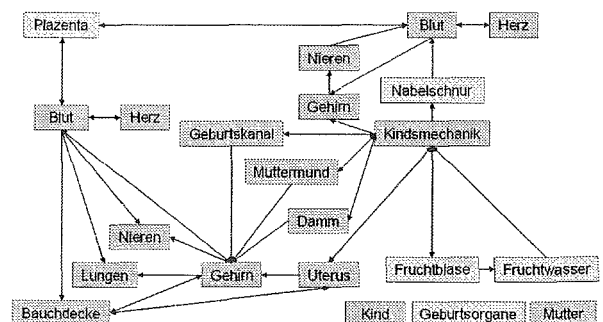 Plazenta
Blut
Herz
Nieren
Nabelschnur
Gehirn
Blut
Herz
Geburtskanal
Kindsmechanik
Muttermund
Damm
Nieren
Lungen
Gehirn
Uterus
Fruchtblase
Fruchtwasser
Bauchdecke
Kind
Geburtsorgane
Mutter